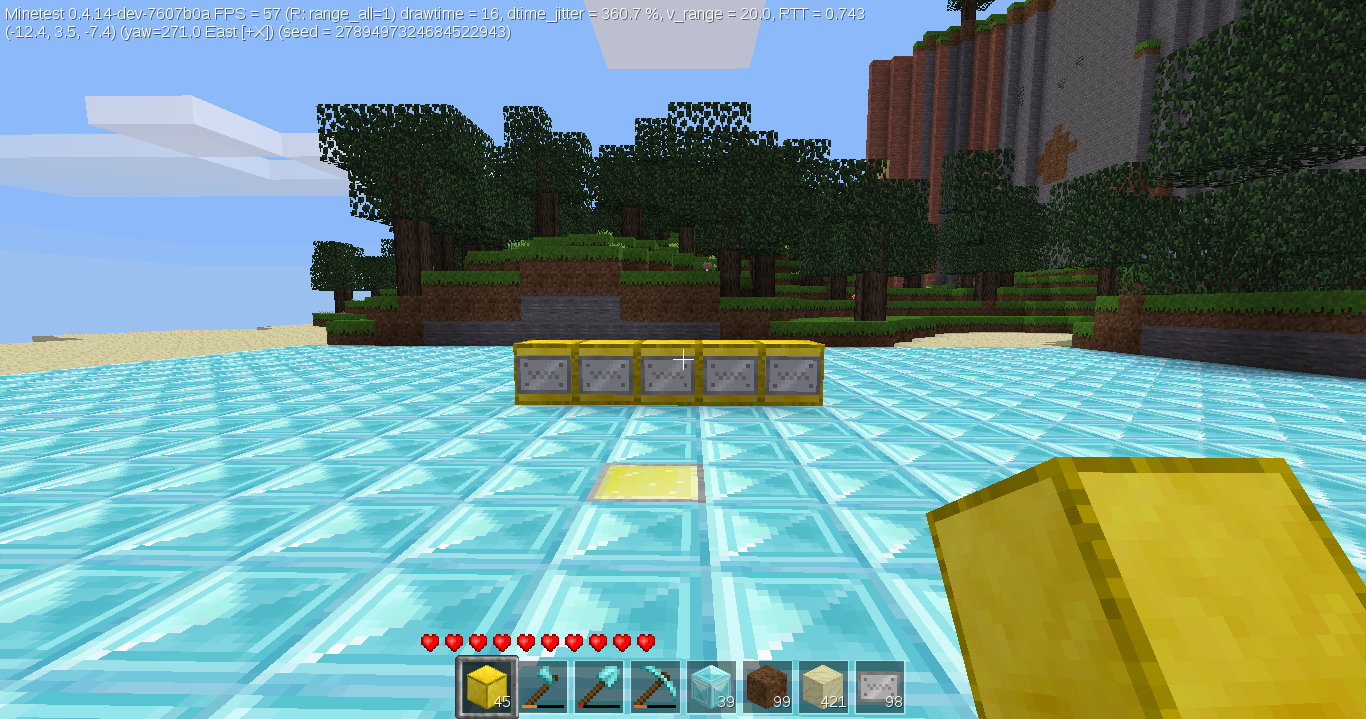 Minetest 0.4.14-dev-7607b0a FPS = 57 (R: range_all=1) drawtime = 16, dtime_jitter = 360.7 %, v_range = 20.0, RTT = 0.743
(-12.4, 3.5, -7.4) (yaw=271.0 East [+X]) (seed = 2789497324684522943)
45 39 99 421 98